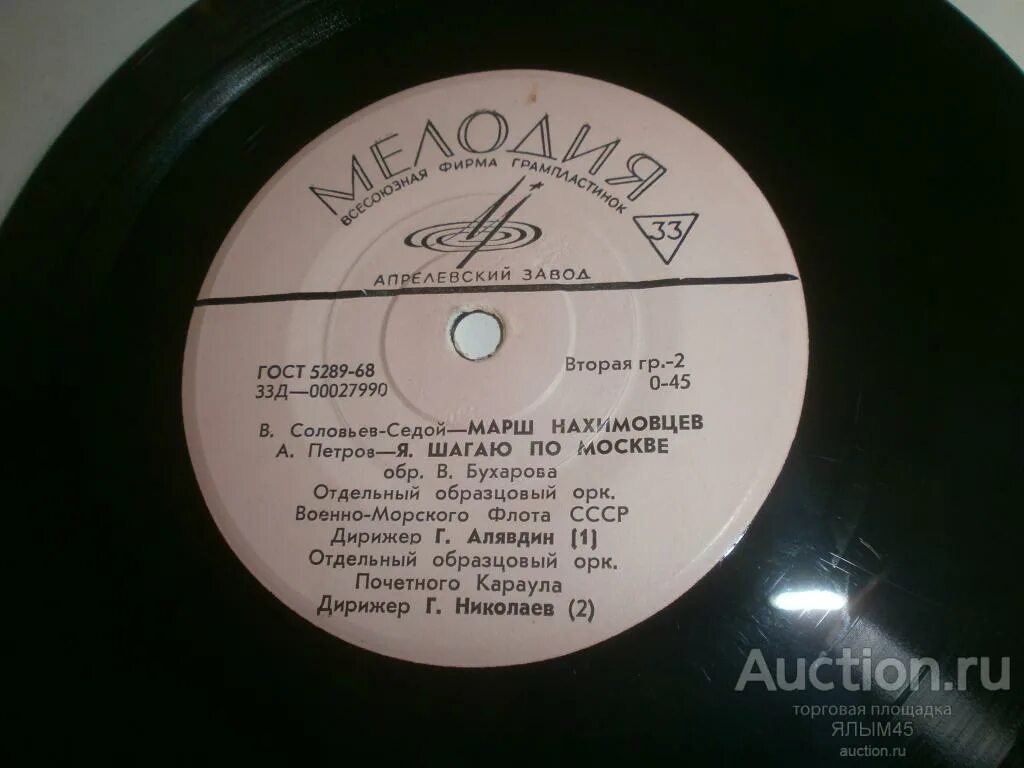 МЕЛОДИЯ
ВСЕСОЮЗНАЯ ФИРМА ГРАМПЛАСТИНОК
33
АПРЕЛЕВСКИЙ ЗАВОД
ГОСТ 5289-68
Вторая гр.-2
33Д—00027990
0-45
В. Соловьев-Седой—МАРШ НАХИМОВЦЕВ
А. Петров—Я. ШАГАЮ ПО МОСКВЕ
обр. В. Бухарова
Отдельный образцовый орк.
Военно-Морского Флота СССР
Дирижер Г. Алявдин (1)
Отдельный образцовый орк.
Почетного Караула
Дирижер Г. Николаев (2)
Auction.ru
торговая площадка
ЯЛЫМ45
auction.ru